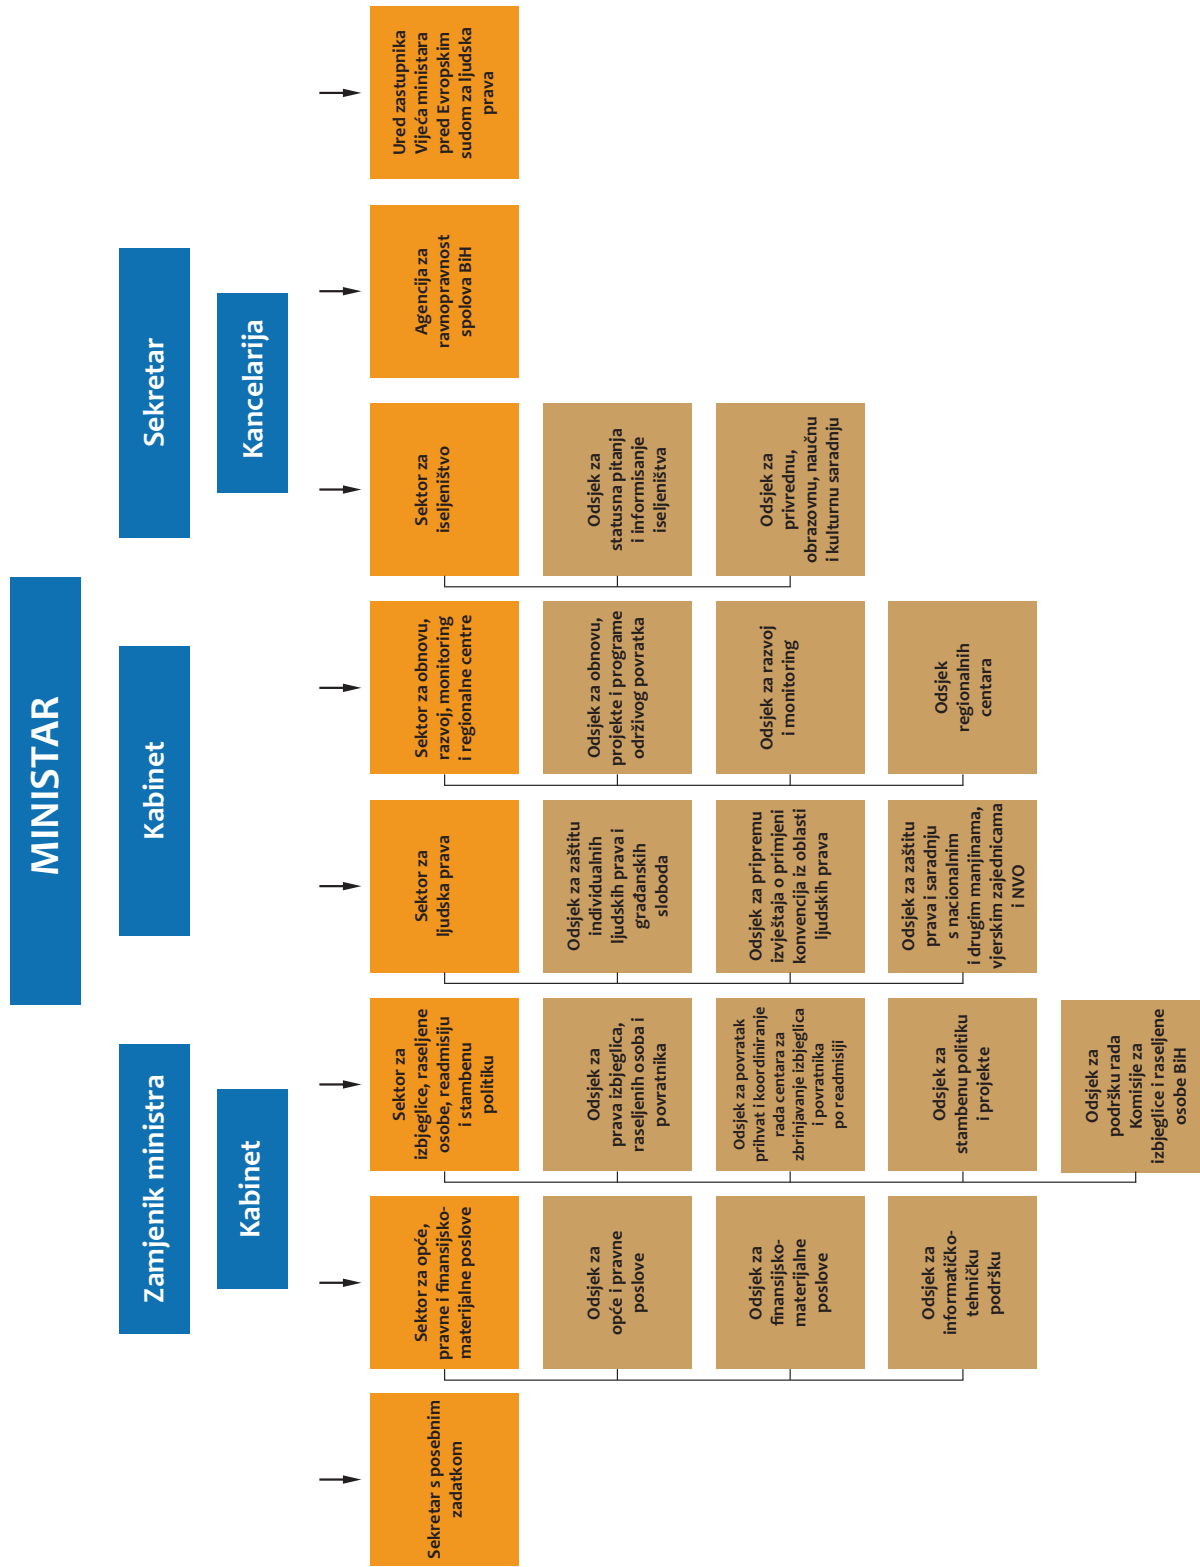 MINISTAR
Zamjenik ministra
Kabinet
Sekretar
Kabinet
Kancelarija
Sekretar s posebnim
zadatkom
Sektor za opće,
pravne i finansijsko-
materijalne poslove
Sektor za
izbjeglice, raseljene
osobe, readmisiju
i stambenu
politiku
Sektor za
ljudska prava
Sektor za obnovu,
razvoj, monitoring
i regionalne centre
Sektor za
iseljeništvo
Agencija za
ravnopravnost
spolova BiH
Ured zastupnika
Vijeća ministara
pred Evropskim
sudom za ljudska
prava
Odsjek za
opće i pravne
poslove
Odsjek za
prava izbjeglica,
raseljenih osoba i
povratnika
Odsjek za zaštitu
individualnih
ljudskih prava i
građanskih
sloboda
Odsjek za obnovu,
projekte i programe
održivog povratka
Odsjek za
statusna pitanja
i informisanje
iseljeništva
Odsjek za
finansijsko-
materijalne
poslove
Odsjek za povratak
prihvat i koordiniranje
rada centara za
zbrinjavanje izbjeglica
i povratnika
po readmisiji
Odsjek za pripremu
izvještaja o primjeni
konvencija iz oblasti
ljudskih prava
Odsjek za razvoj
i monitoring
Odsjek za
privrednu,
obrazovnu, naučnu
i kulturnu saradnju
Odsjek za
informatičko-
tehničku
podršku
Odsjek za
stambenu politiku
i projekte
Odsjek za zaštitu
prava i saradnju
s nacionalnim
i drugim manjinama,
vjerskim zajednicama
i NVO
Odsjek
regionalnih
centara
Odsjek za
podršku rada
Komisije za
izbjeglice i raseljene
osobe BiH